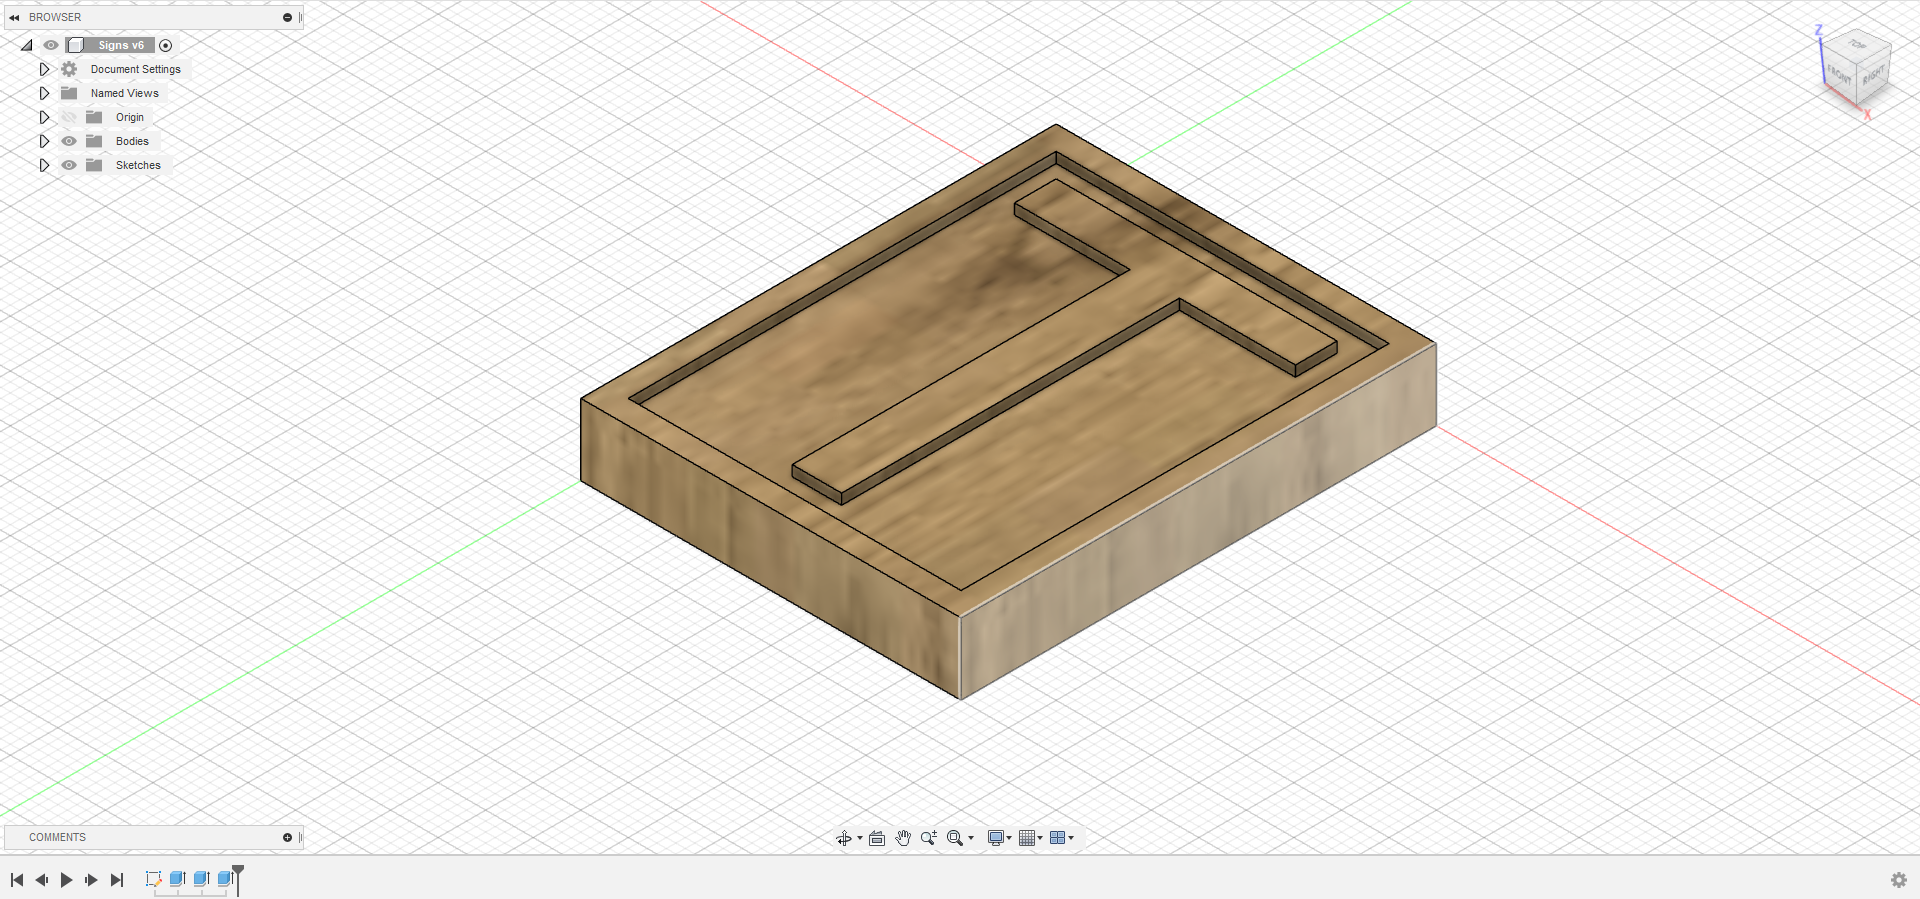 BROWSER
Signs v6
Document Settings
Named Views
Origin
Bodies
Sketches
Z
TOP
FRONT
RIGHT
X
T
COMMENTS